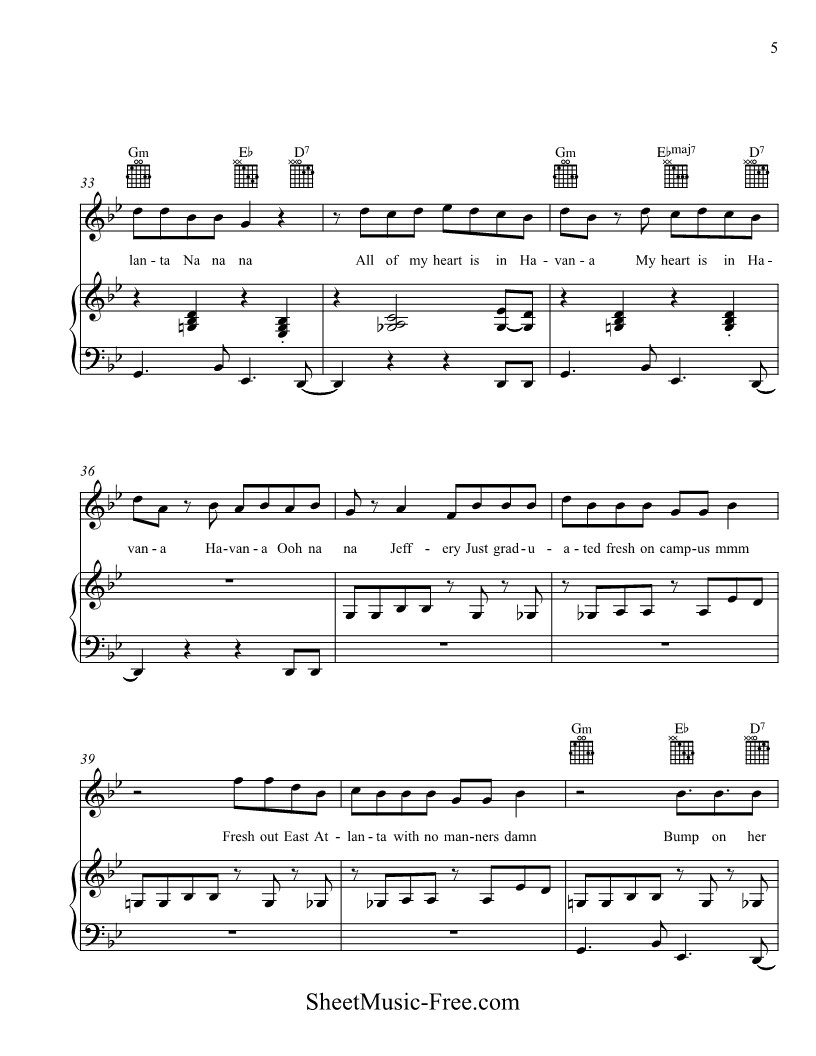 5
Gm E♭ D7 Gm E♭maj7 D7
33
lan - ta Na na na All of my heart is in Ha - van - a My heart is in Ha -
36
van - a Ha - van - a Ooh na na Jeff - ery Just grad - u - a - ted fresh on camp - us mmm
Gm E♭ D7
39
Fresh out East At - lan - ta with no man - ners damn Bump on her
SheetMusic-Free.com